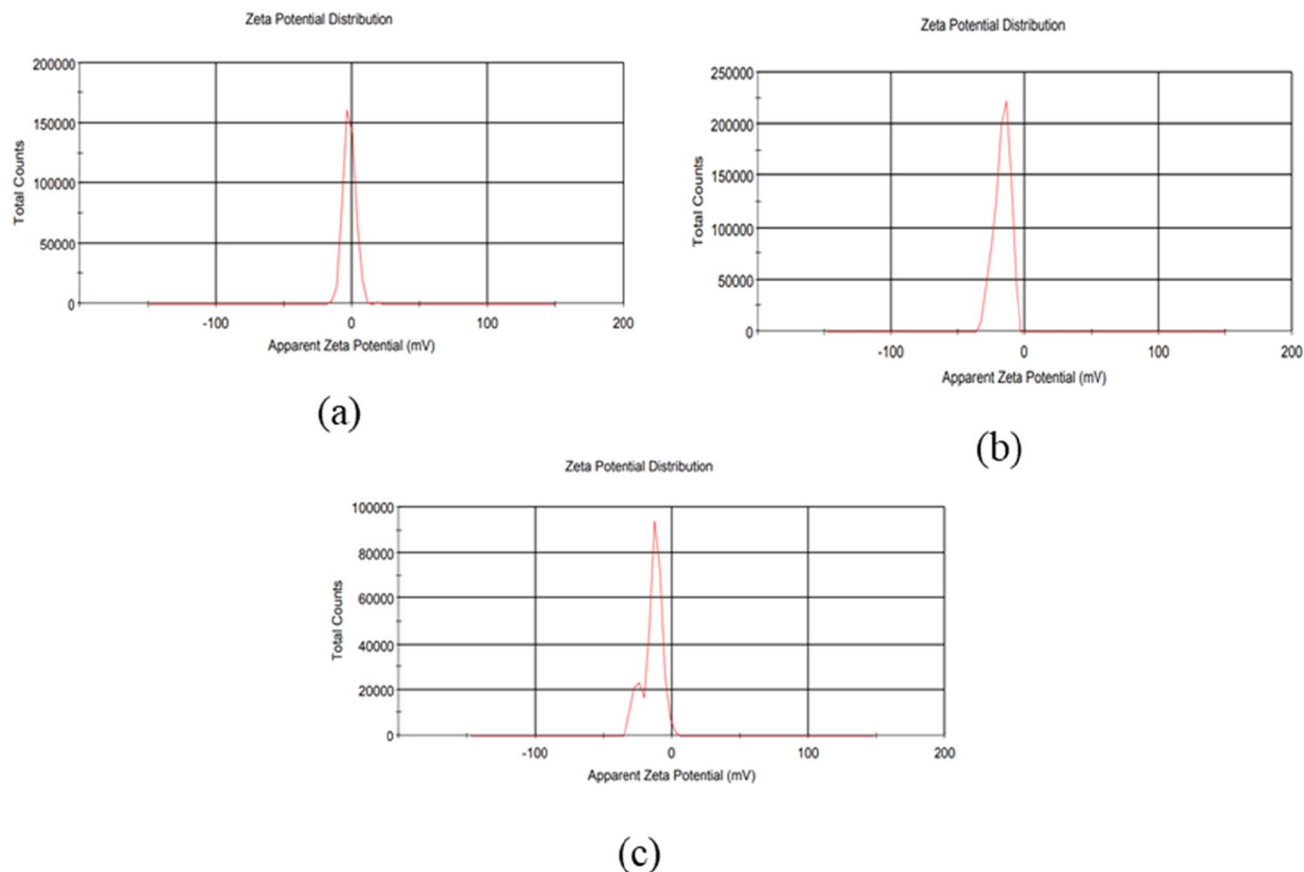 Zeta Potential Distribution
200000
150000
100000
50000
0
Total Counts
-100 0 100 200
Apparent Zeta Potential (mV)
(a)
Zeta Potential Distribution
250000
200000
150000
100000
50000
0
Total Counts
-100 0 100 200
Apparent Zeta Potential (mV)
(b)
Zeta Potential Distribution
100000
80000
60000
40000
20000
0
Total Counts
-100 0 100 200
Apparent Zeta Potential (mV)
(c)